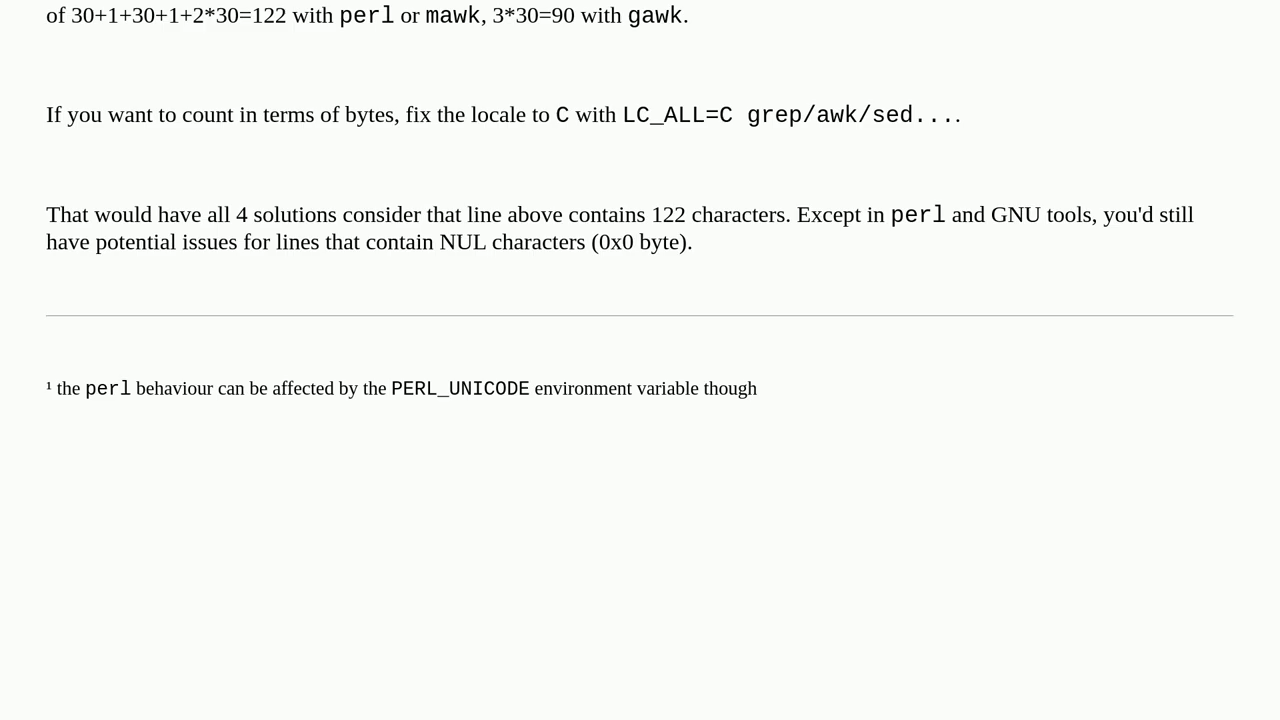 of 30+1+30+1+2*30=122 with perl or mawk, 3*30=90 with gawk.
If you want to count in terms of bytes, fix the locale to C with LC_ALL=C grep/awk/sed....
That would have all 4 solutions consider that line above contains 122 characters. Except in perl and GNU tools, you'd still
have potential issues for lines that contain NUL characters (0x0 byte).
¹ the perl behaviour can be affected by the PERL_UNICODE environment variable though